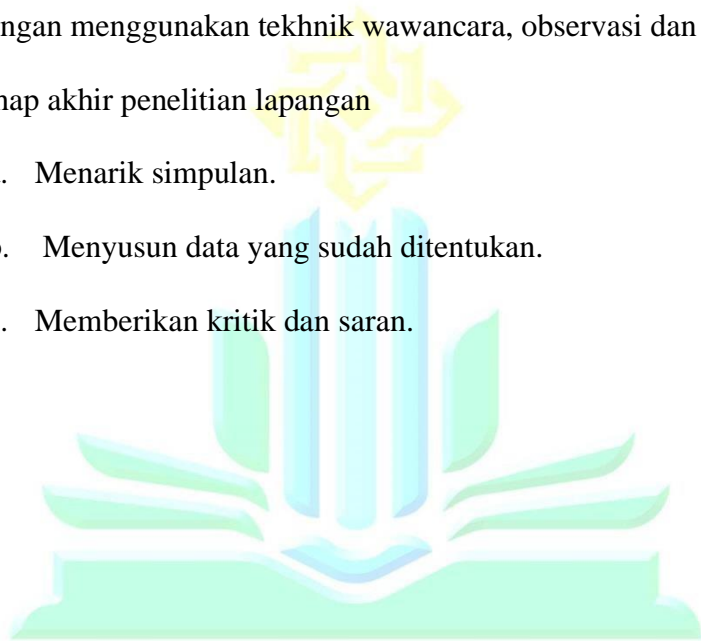 ngan menggunakan tekhnik wawancara, observasi dan
hap akhir penelitian lapangan
. Menarik simpulan.
. Menyusun data yang sudah ditentukan.
. Memberikan kritik dan saran.